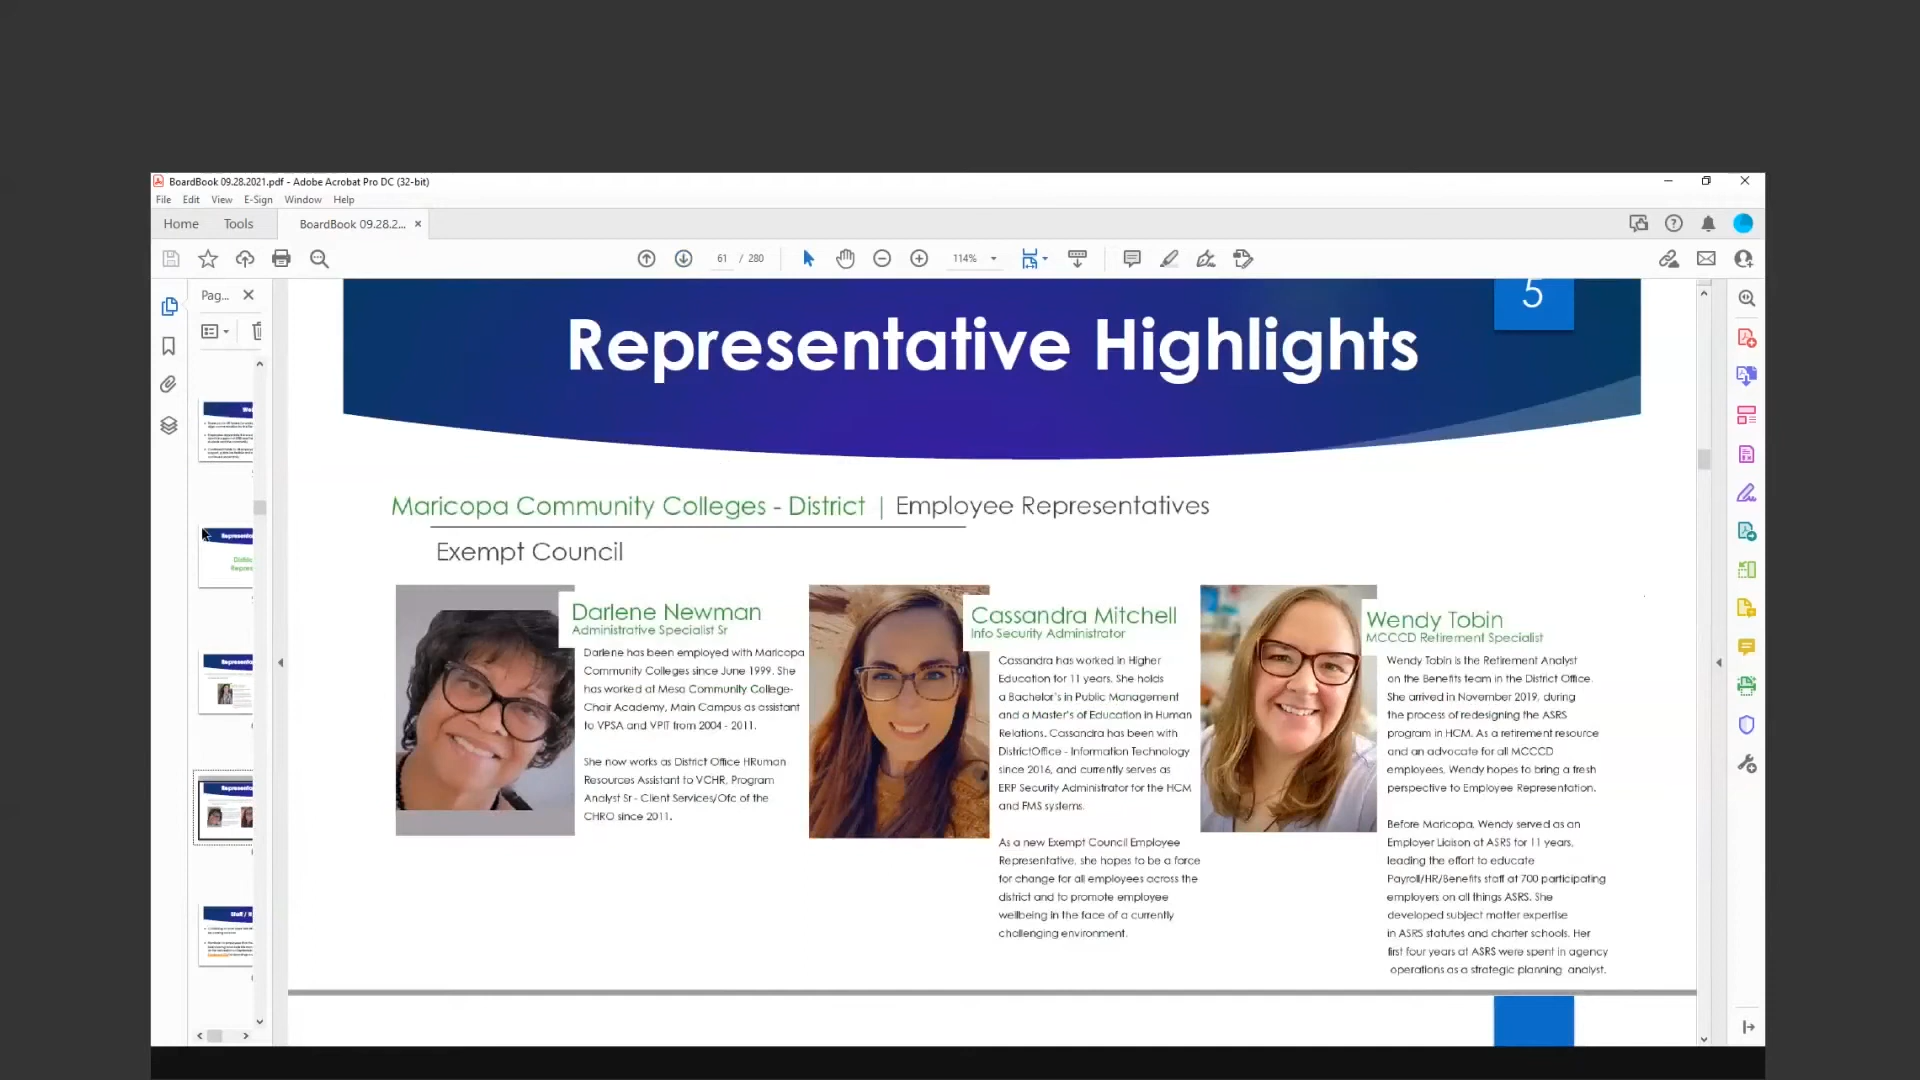 BoardBook 09.28.2021.pdf - Adobe Acrobat Pro DC (32-bit)
File Edit View E-Sign Window Help
Home Tools BoardBook 09.28.2... ×
61 / 280 114%
Pag...
5
Representative Highlights
Maricopa Community Colleges - District | Employee Representatives
Exempt Council
Darlene Newman
Administrative Specialist Sr
Darlene has been employed with Maricopa
Community Colleges since June 1999. She
has worked at Mesa Community College-
Chair Academy, Main Campus as assistant
to VPSA and VPIT from 2004 - 2011.
She now works as District Office HRuman
Resources Assistant to VCHR, Program
Analyst Sr - Client Services/Ofc of the
CHRO since 2011.
Cassandra Mitchell
Info Security Administrator
Cassandra has worked in Higher
Education for 11 years. She holds
a Bachelor's in Public Management
and a Master's of Education in Human
Relations. Cassandra has been with
DistrictOffice - Information Technology
since 2016, and currently serves as
ERP Security Administrator for the HCM
and FMS systems.
As a new Exempt Council Employee
Representative, she hopes to be a force
for change for all employees across the
district and to promote employee
wellbeing in the face of a currently
challenging environment.
Wendy Tobin
MCCCD Retirement Specialist
Wendy Tobin is the Retirement Analyst
on the Benefits team in the District Office.
She arrived in November 2019, during
the process of redesigning the ASRS
program in HCM. As a retirement resource
and an advocate for all MCCCD
employees, Wendy hopes to bring a fresh
perspective to Employee Representation.
Before Maricopa, Wendy served as an
Employer Liaison at ASRS for 11 years,
leading the effort to educate
Payroll/HR/Benefits staff at 700 participating
employers on all things ASRS. She
developed subject matter expertise
in ASRS statutes and charter schools. Her
first four years at ASRS were spent in agency
operations as a strategic planning analyst.